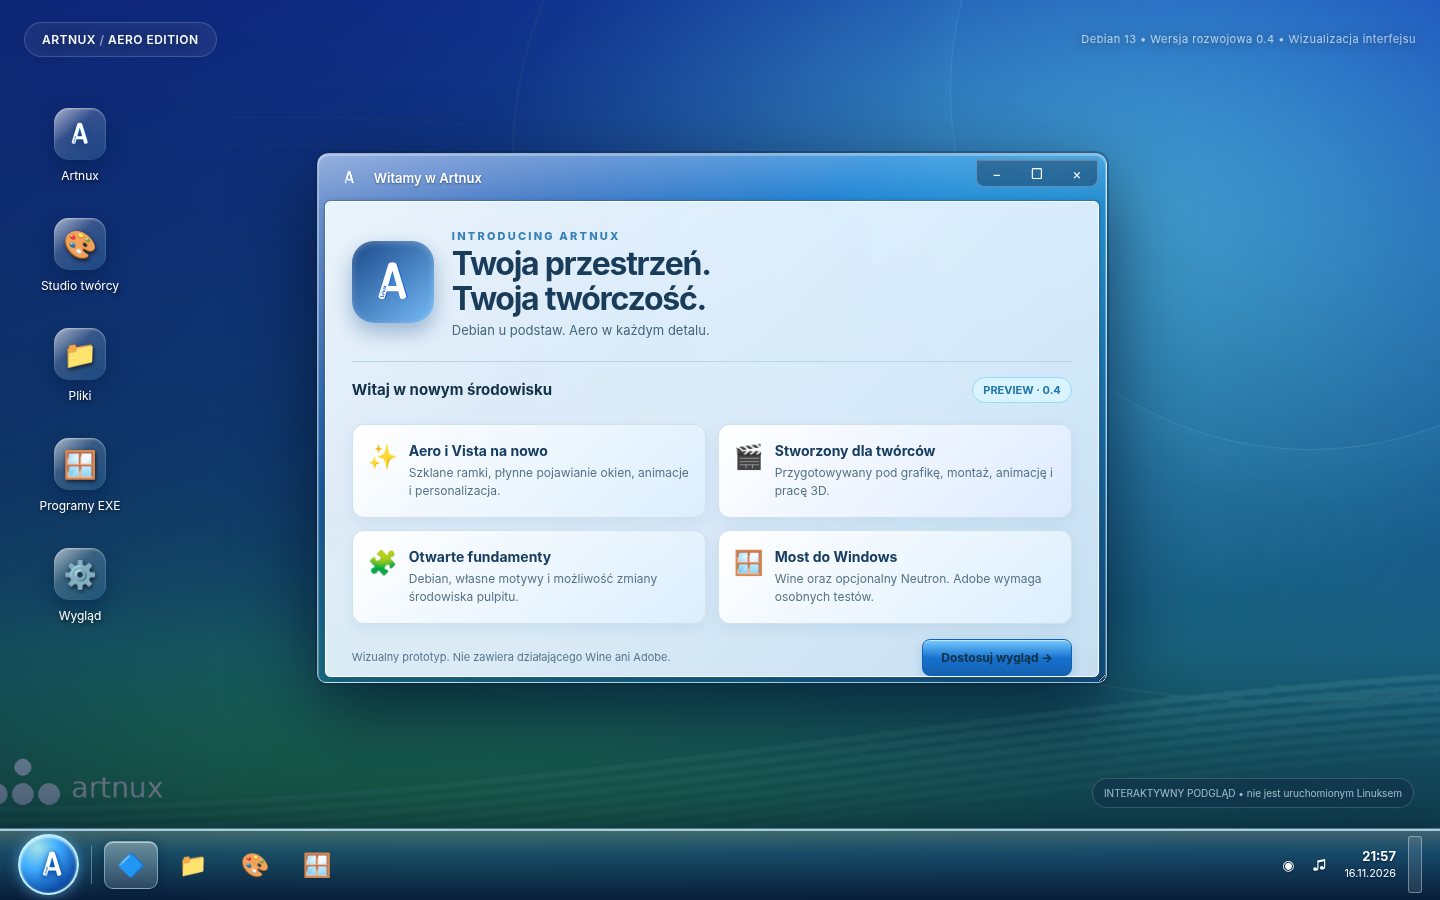 ARTNUX / AERO EDITION
Debian 13 • Wersja rozwojowa 0.4 • Wizualizacja interfejsu
Artnux
Studio twórcy
Pliki
Programy EXE
Wygląd
Witamy w Artnux
INTRODUCING ARTNUX
Twoja przestrzeń.
Twoja twórczość.
Debian u podstaw. Aero w każdym detalu.
Witaj w nowym środowisku
PREVIEW · 0.4
Aero i Vista na nowo
Szklane ramki, płynne pojawianie okien, animacje
i personalizacja.
Stworzony dla twórców
Przygotowywany pod grafikę, montaż, animację i
pracę 3D.
Otwarte fundamenty
Debian, własne motywy i możliwość zmiany
środowiska pulpitu.
Most do Windows
Wine oraz opcjonalny Neutron. Adobe wymaga
osobnych testów.
Wizualny prototyp. Nie zawiera działającego Wine ani Adobe.
Dostosuj wygląd →
artnux
INTERAKTYWNY PODGLĄD • nie jest uruchomionym Linuksem
21:57
16.11.2026